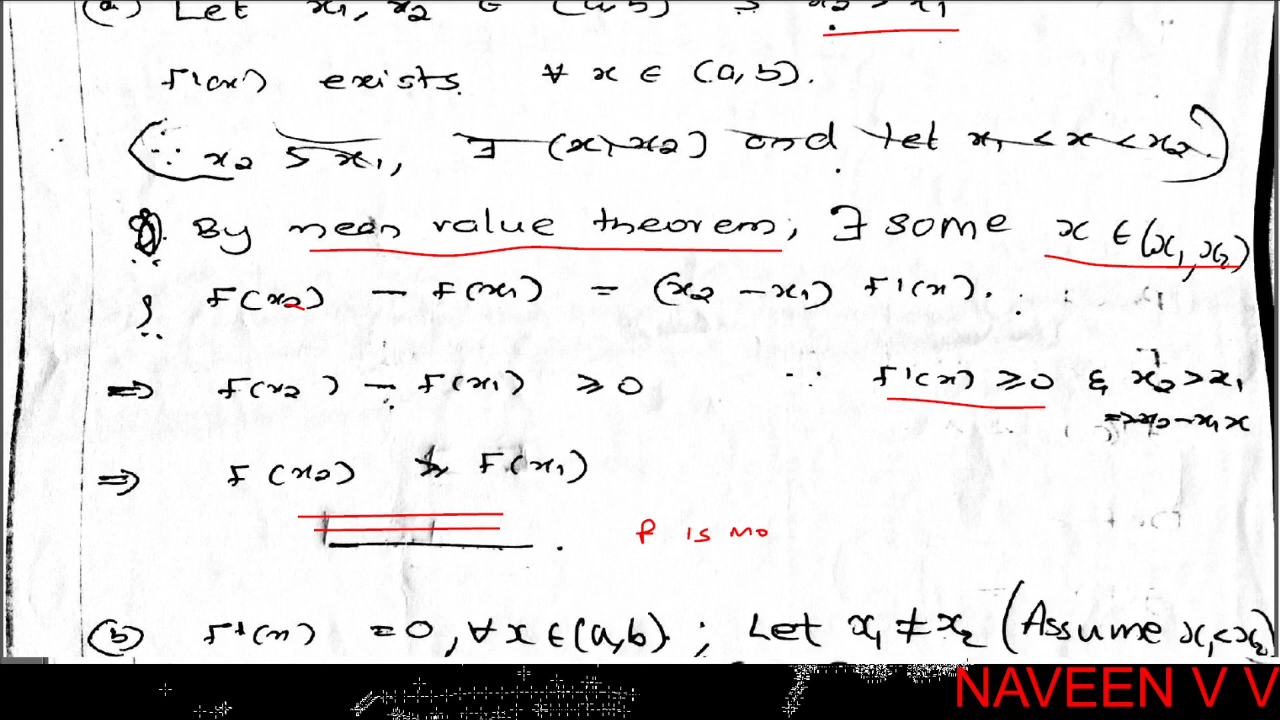 (a) Let x₁, x₂ ∈ (a,b) ∋ x₂ > x₁
f'(x) exists. ∀ x ∈ (a, b).
(∵ x₂ > x₁, ∃ (x₁ x₂) and let x₁ < x < x₂)
By mean value theorem, ∃ some x ∈ (x₁, x₂)
f(x₂) − f(x₁) = (x₂ − x₁) f'(x).
⇒ f(x₂) − f(x₁) ≥ 0 ∵ f'(x) ≥ 0 & x₂ > x₁
⇒ f(x₂) f(x₁)
f is mo
(b) f'(x) = 0, ∀ x ∈ (a,b) ; Let x₁ ≠ x₂ (Assume x₁ < x₂)
NAVEEN V V